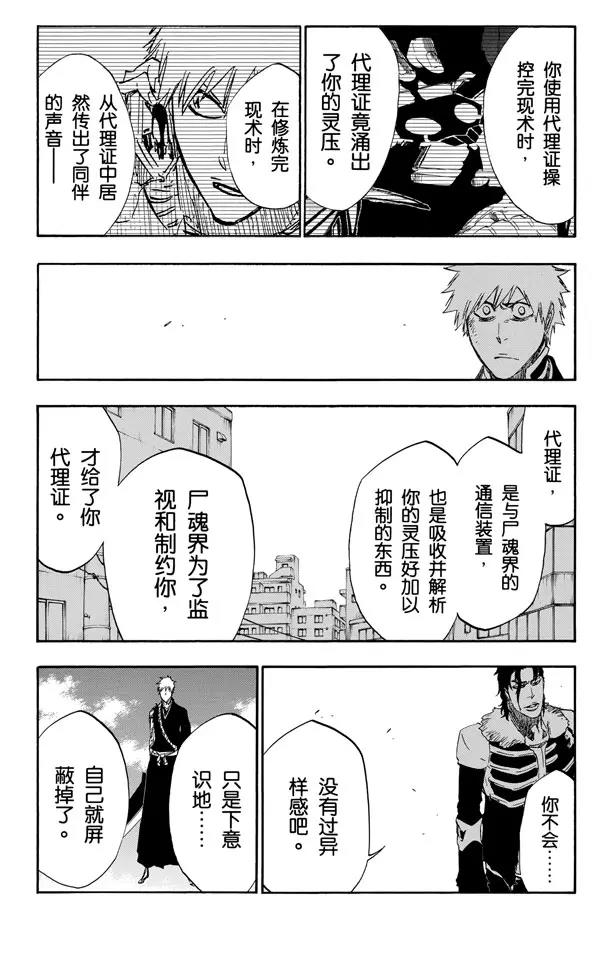 你使用代理证操
控完现术时，
代理证竟涌出
了你的灵压。
在修炼完
现术时，
从代理证中居
然传出了同伴
的声音——
代理证，
是与尸魂界的
通信装置，
也是吸收并解析
你的灵压好加以
抑制的东西。
尸魂界为了监
视和制约你，
才给了你
代理证。
你不会……
没有过异
样感吧。
只是下意
识地……
自己就屏
蔽掉了。